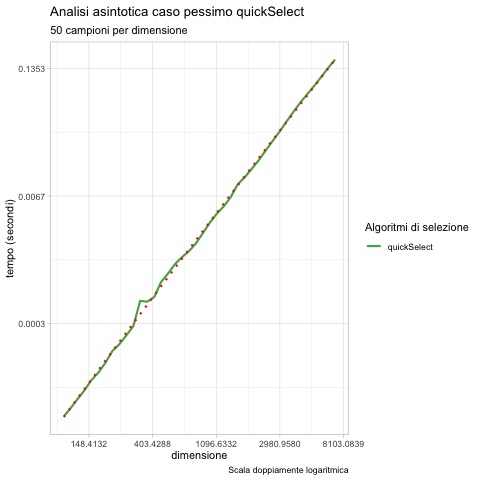 Analisi asintotica caso pessimo quickSelect
50 campioni per dimensione
0.1353
0.0067
0.0003
tempo (secondi)
148.4132
403.4288
1096.6332
2980.9580
8103.0839
dimensione
Scala doppiamente logaritmica
Algoritmi di selezione
quickSelect